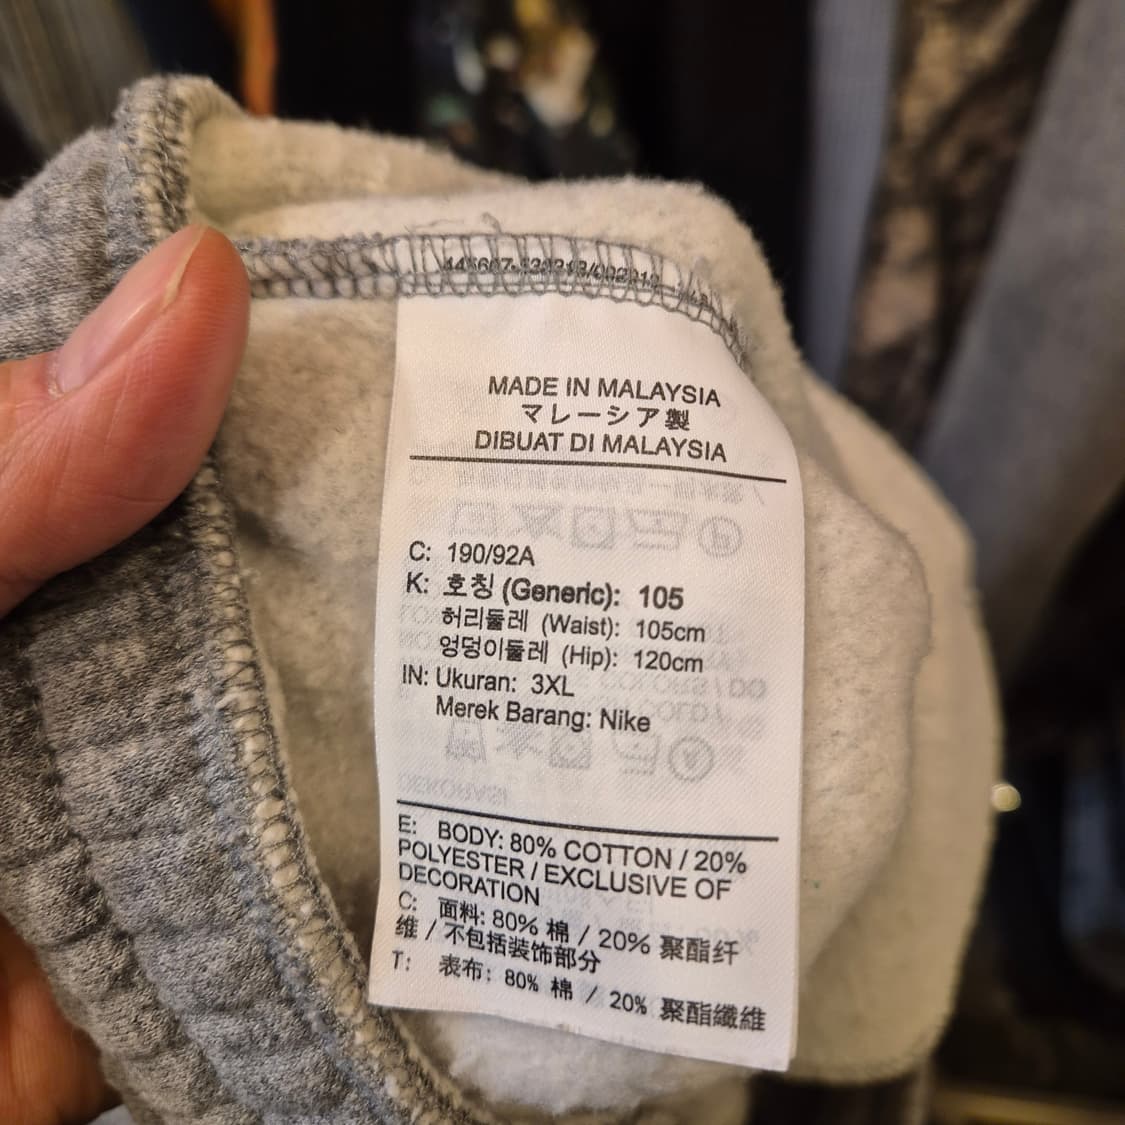 MADE IN MALAYSIA
マレーシア製
DIBUAT DI MALAYSIA
C: 190/92A
K: 호칭 (Generic): 105
허리둘레 (Waist): 105cm
엉덩이둘레 (Hip): 120cm
IN: Ukuran: 3XL
Merek Barang: Nike
E: BODY: 80% COTTON / 20%
POLYESTER / EXCLUSIVE OF
DECORATION
C: 面料: 80% 棉 / 20% 聚酯纤
维 / 不包括装饰部分
T: 表布: 80% 棉 / 20% 聚酯纖維